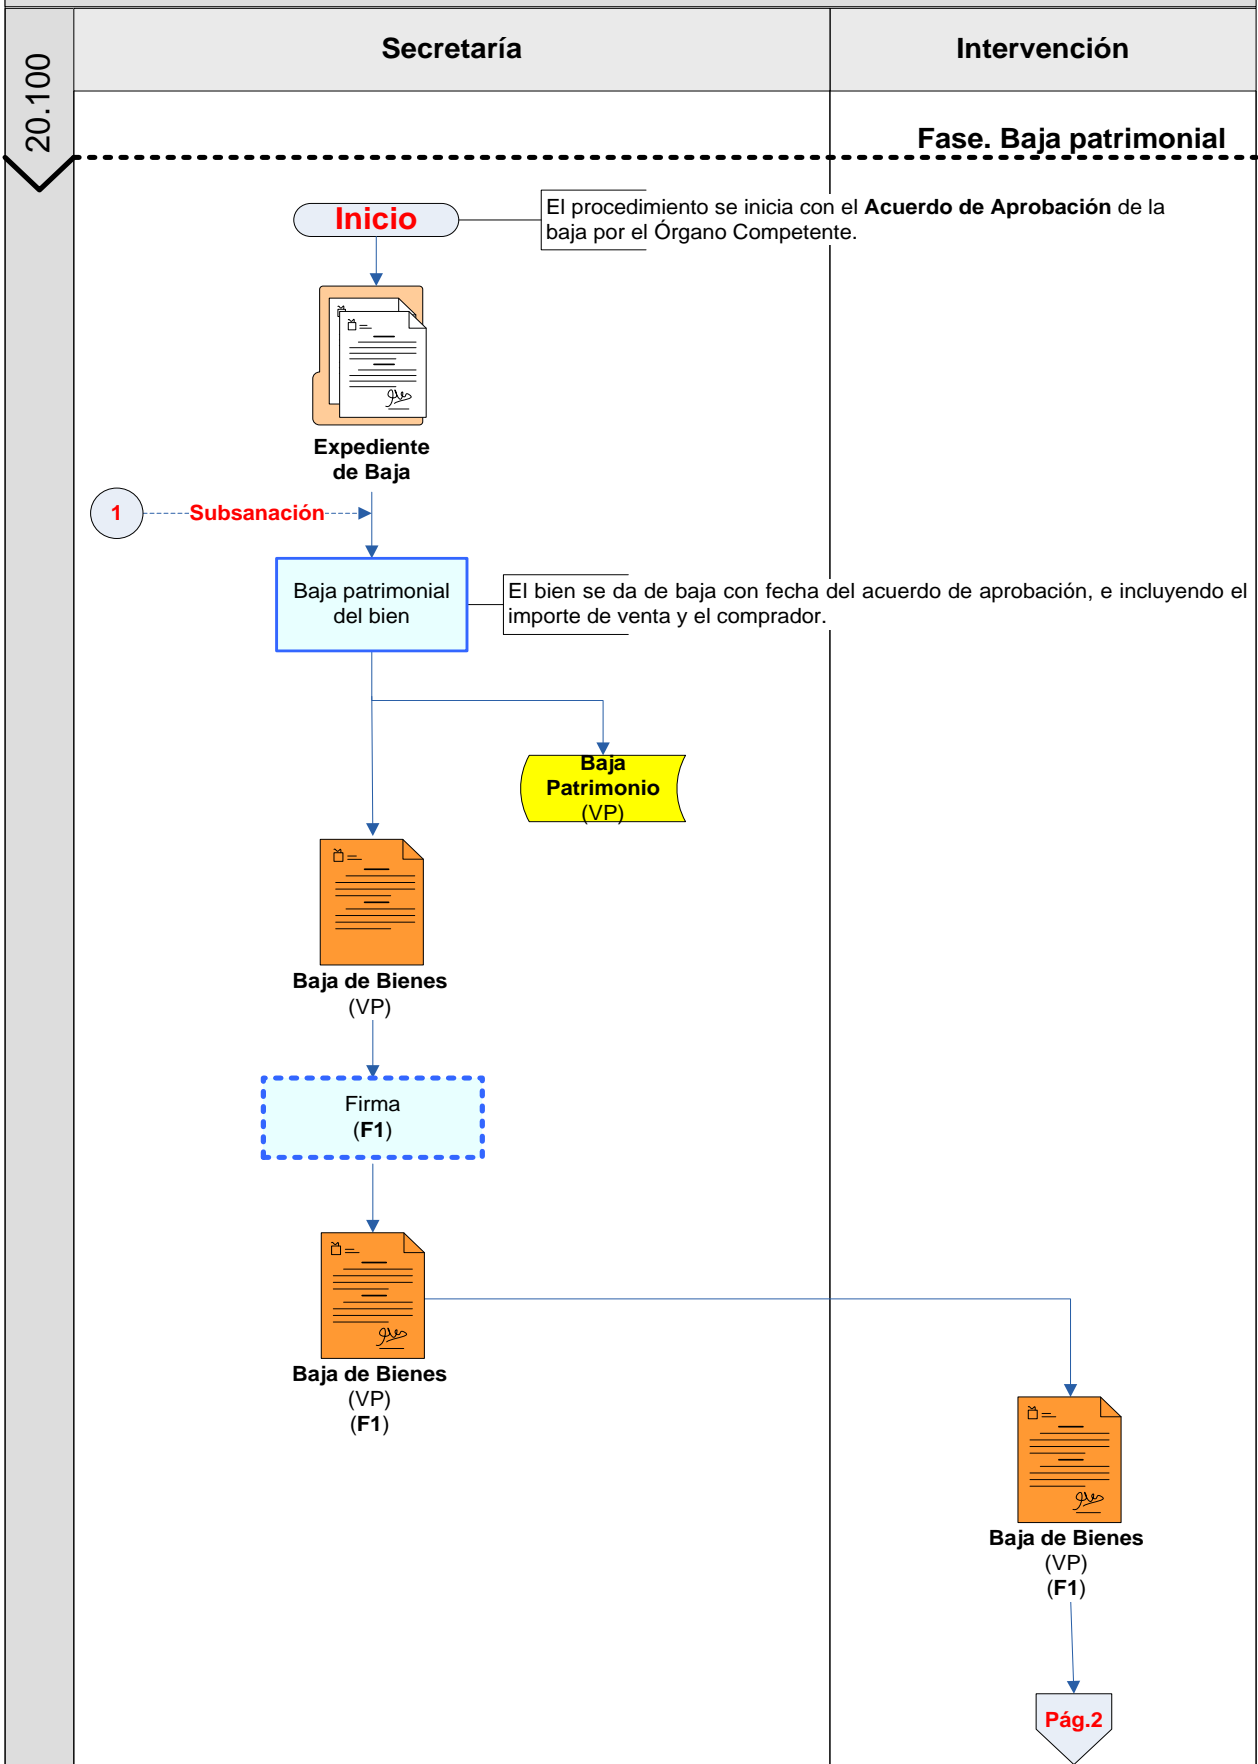 20.100
Secretaría
Intervención
Fase. Baja patrimonial
Inicio
El procedimiento se inicia con el Acuerdo de Aprobación de la
baja por el Órgano Competente.
Expediente
de Baja
1
Subsanación
Baja patrimonial
del bien
El bien se da de baja con fecha del acuerdo de aprobación, e incluyendo el
importe de venta y el comprador.
Baja
Patrimonio
(VP)
Baja de Bienes
(VP)
Firma
(F1)
Baja de Bienes
(VP)
(F1)
Baja de Bienes
(VP)
(F1)
Pág.2